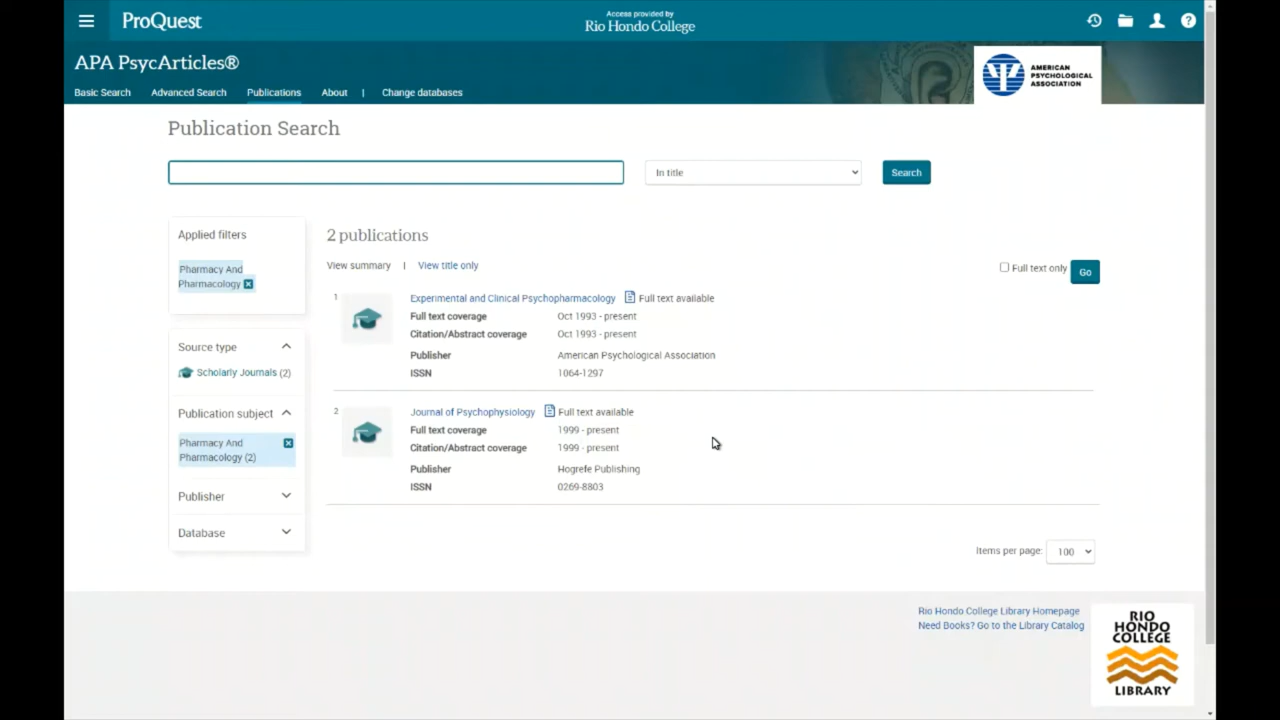 ProQuest
Access provided by
Rio Hondo College
APA PsycArticles®
AMERICAN
PSYCHOLOGICAL
ASSOCIATION
Basic Search Advanced Search Publications About | Change databases
Publication Search
In title
Search
Applied filters
Pharmacy And
Pharmacology
Source type
Scholarly Journals (2)
Publication subject
Pharmacy And
Pharmacology (2)
Publisher
Database
2 publications
View summary | View title only
Full text only
Go
1
Experimental and Clinical Psychopharmacology Full text available
Full text coverage Oct 1993 - present
Citation/Abstract coverage Oct 1993 - present
Publisher American Psychological Association
ISSN 1064-1297
2
Journal of Psychophysiology Full text available
Full text coverage 1999 - present
Citation/Abstract coverage 1999 - present
Publisher Hogrefe Publishing
ISSN 0269-8803
Items per page: 100
Rio Hondo College Library Homepage
Need Books? Go to the Library Catalog
RIO
HONDO
COLLEGE
LIBRARY